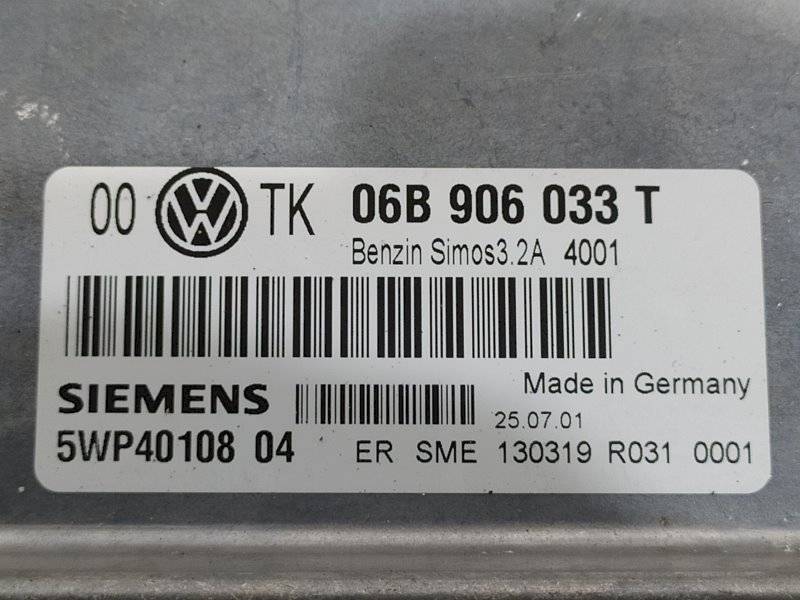 00 VW TK 06B 906 033 T
Benzin Simos3.2A 4001
SIEMENS
Made in Germany
25.07.01
5WP40108 04 ER SME 130319 R031 0001